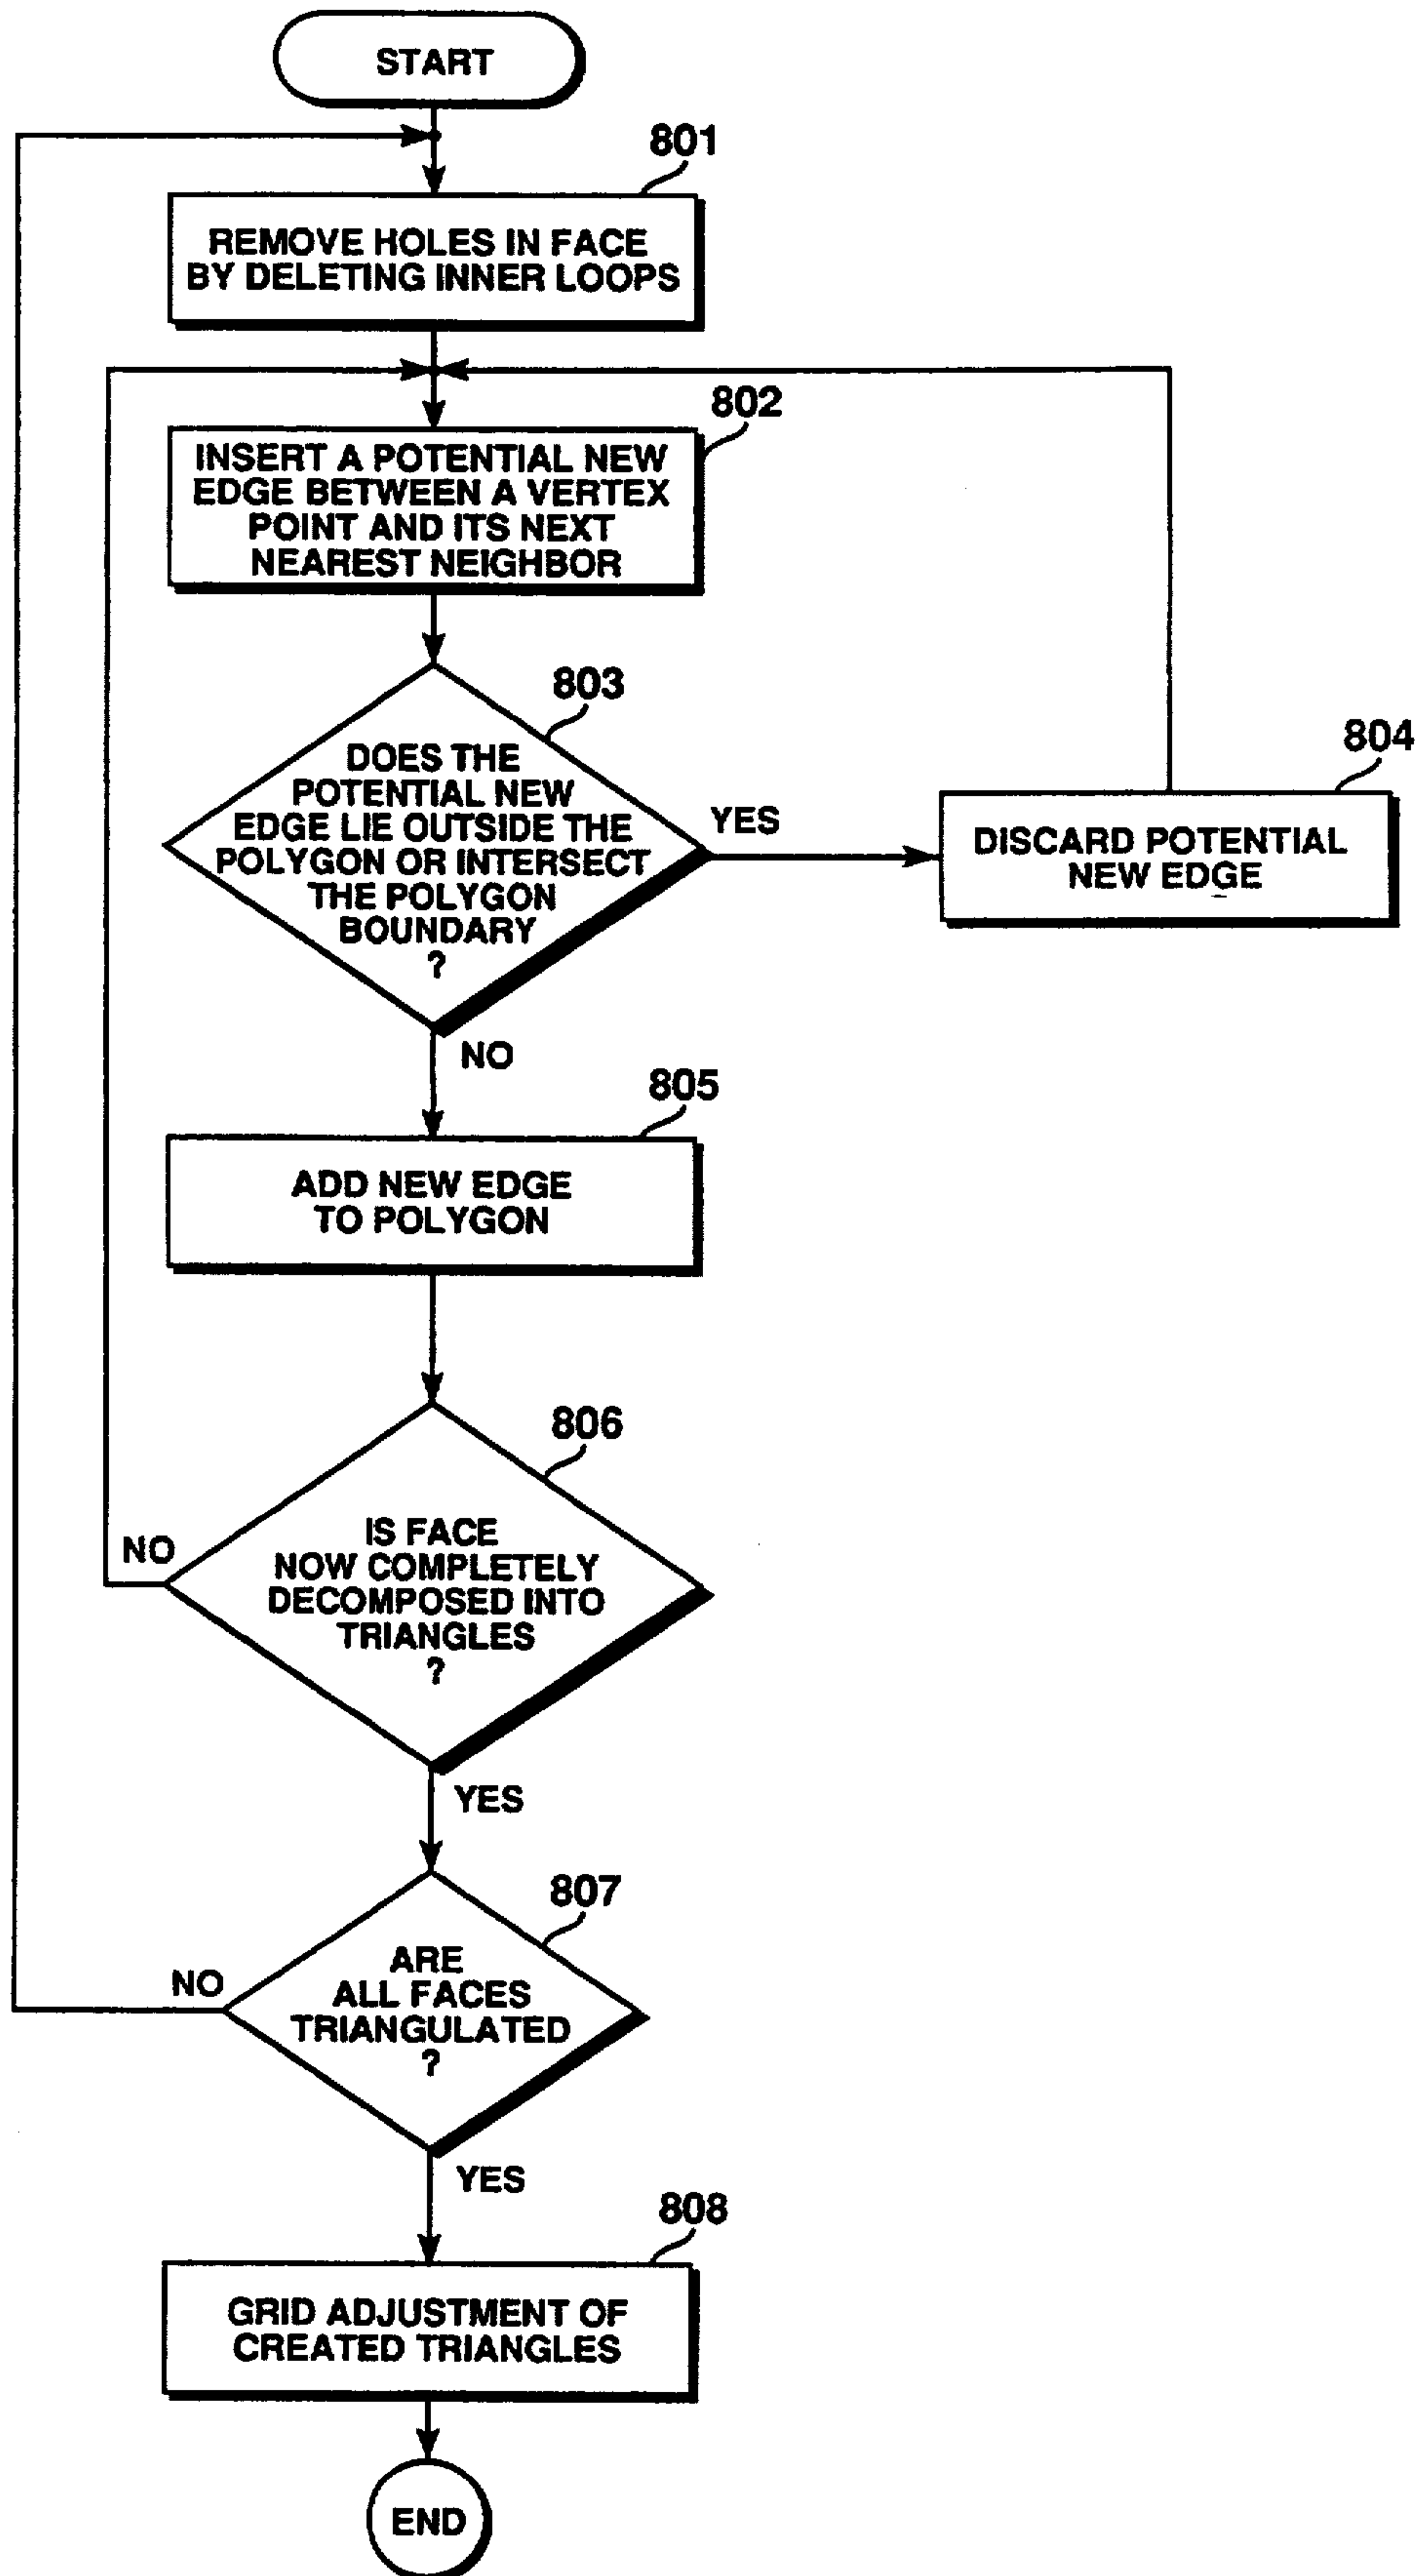 START
801
REMOVE HOLES IN FACE
BY DELETING INNER LOOPS
802
INSERT A POTENTIAL NEW
EDGE BETWEEN A VERTEX
POINT AND ITS NEXT
NEAREST NEIGHBOR
803
DOES THE
POTENTIAL NEW
EDGE LIE OUTSIDE THE
POLYGON OR INTERSECT
THE POLYGON
BOUNDARY
?
YES
804
DISCARD POTENTIAL
NEW EDGE
NO
805
ADD NEW EDGE
TO POLYGON
806
IS FACE
NOW COMPLETELY
DECOMPOSED INTO
TRIANGLES
?
NO
YES
807
ARE
ALL FACES
TRIANGULATED
?
NO
YES
808
GRID ADJUSTMENT OF
CREATED TRIANGLES
END